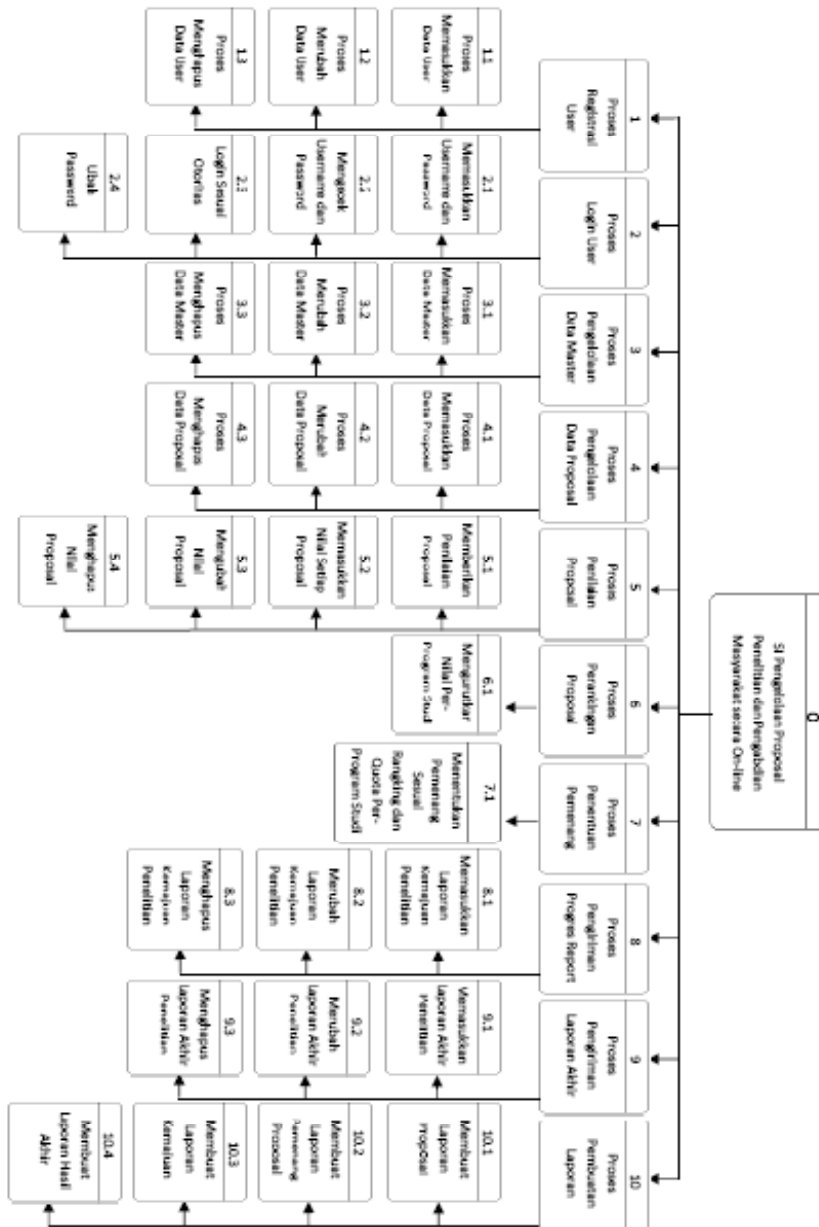 0
SI Pengelolaan Proposal
Penelitian dan Pengabdian
Masyarakat secara On-line
1
Proses
Registrasi
User
1.1
Proses
Memasukkan
Data User
1.2
Proses
Merubah
Data User
1.3
Proses
Menghapus
Data User
2
Proses
Login User
2.1
Memasukkan
Username dan
Password
2.2
Mengecek
Username dan
Password
2.3
Login Sesuai
Otoritas
2.4
Ubah
Password
3
Proses
Pengelolaan
Data Master
3.1
Proses
Memasukkan
Data Master
3.2
Proses
Merubah
Data Master
3.3
Proses
Menghapus
Data Master
4
Proses
Pengelolaan
Data Proposal
4.1
Proses
Memasukkan
Data Proposal
4.2
Proses
Merubah
Data Proposal
4.3
Proses
Menghapus
Data Proposal
5
Proses
Penilaian
Proposal
5.1
Memberikan
Penilaian
Proposal
5.2
Memasukkan
Nilai Setiap
Proposal
5.3
Mengubah
Nilai
Proposal
5.4
Menghapus
Nilai
Proposal
6
Proses
Perankingan
Proposal
6.1
Mengurutkan
Nilai Per-
Program Studi
7
Proses
Penentuan
Pemenang
7.1
Menentukan
Pemenang
Sesuai
Rangking dan
Quota Per-
Program Studi
8
Proses
Pengiriman
Progres Report
8.1
Memasukkan
Laporan
Kemajuan
Penelitian
8.2
Merubah
Laporan
Kemajuan
Penelitian
8.3
Menghapus
Laporan
Kemajuan
Penelitian
9
Proses
Pengiriman
Laporan Akhir
9.1
Memasukkan
Laporan Akhir
Penelitian
9.2
Merubah
Laporan Akhir
Penelitian
9.3
Menghapus
Laporan Akhir
Penelitian
10
Proses
Pembuatan
Laporan
10.1
Membuat
Laporan
Proposal
10.2
Membuat
Laporan
Pemenang
Proposal
10.3
Membuat
Laporan
Kemajuan
10.4
Membuat
Laporan Hasil
Akhir